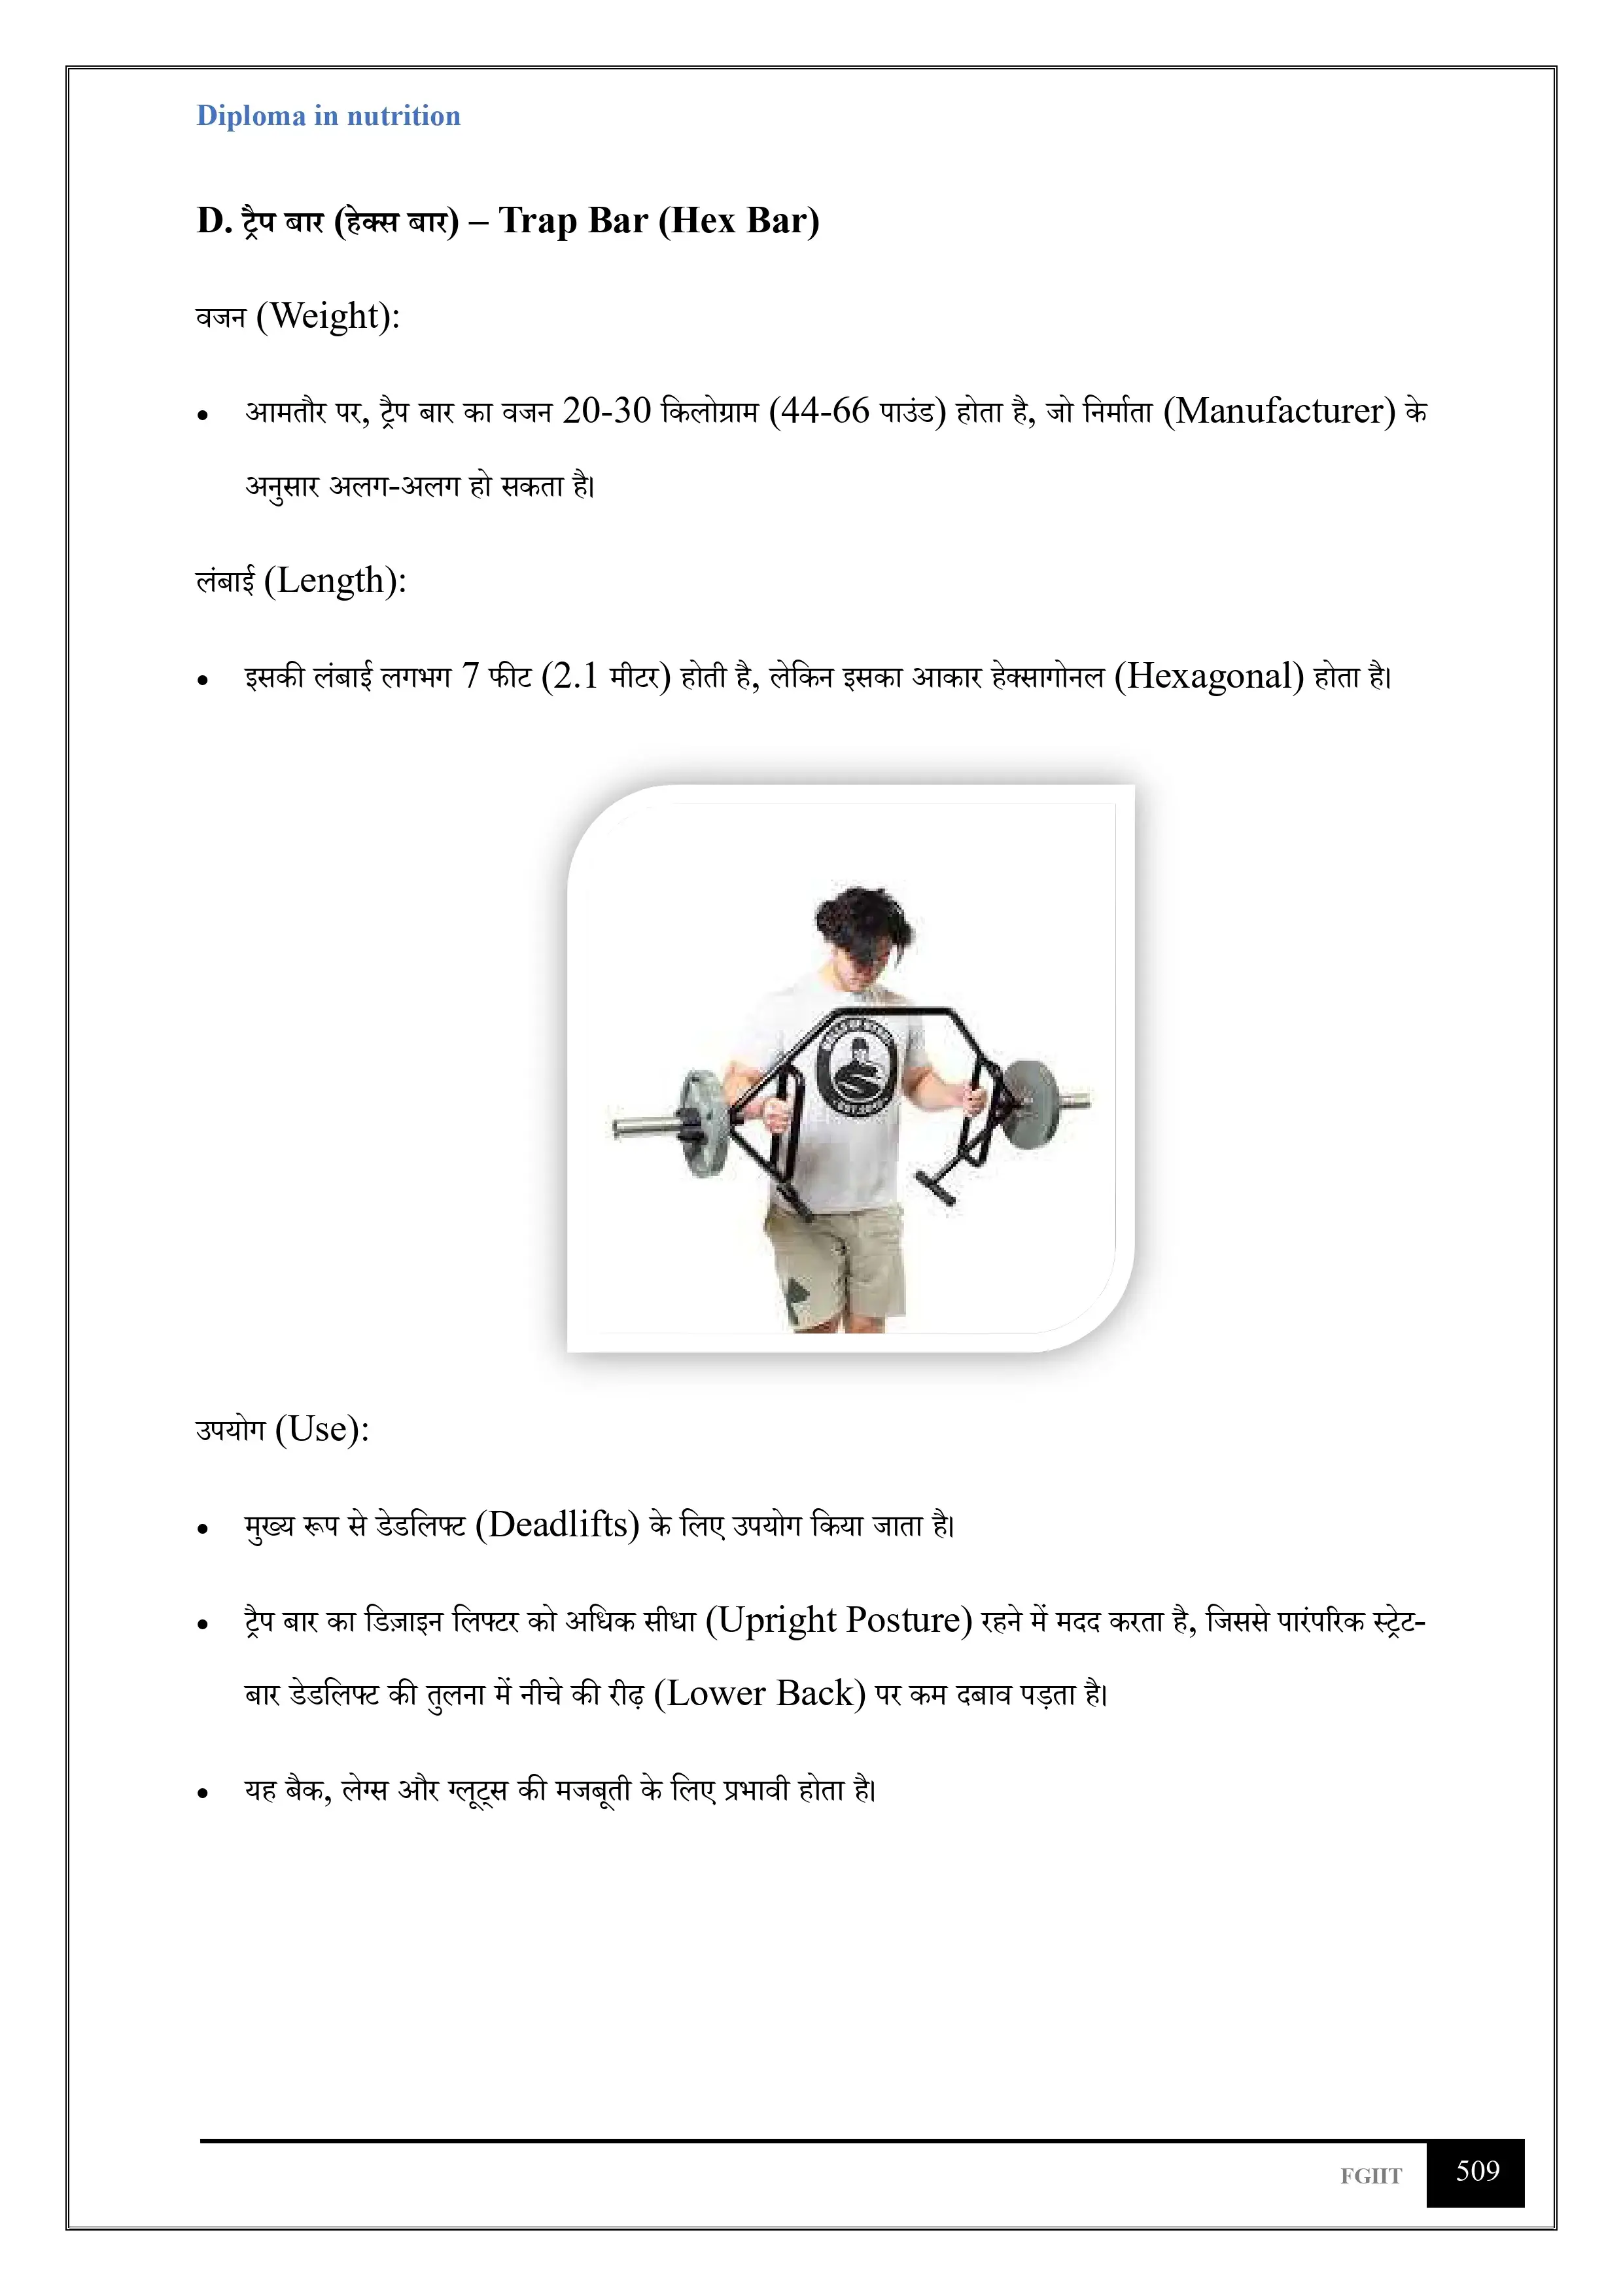 Diploma in nutrition
D. ट्रैप बार (हेक्स बार) – Trap Bar (Hex Bar)
वजन (Weight):
• आमतौर पर, ट्रैप बार का वजन 20-30 किलोग्राम (44-66 पाउंड) होता है, जो निर्माता (Manufacturer) के
अनुसार अलग-अलग हो सकता है।
लंबाई (Length):
• इसकी लंबाई लगभग 7 फीट (2.1 मीटर) होती है, लेकिन इसका आकार हेक्सागोनल (Hexagonal) होता है।
उपयोग (Use):
• मुख्य रूप से डेडलिफ्ट (Deadlifts) के लिए उपयोग किया जाता है।
• ट्रैप बार का डिज़ाइन लिफ्टर को अधिक सीधा (Upright Posture) रहने में मदद करता है, जिससे पारंपरिक स्ट्रेट-
बार डेडलिफ्ट की तुलना में नीचे की रीढ़ (Lower Back) पर कम दबाव पड़ता है।
• यह बैक, लेग्स और ग्लूट्स की मजबूती के लिए प्रभावी होता है।
FGIIT 509